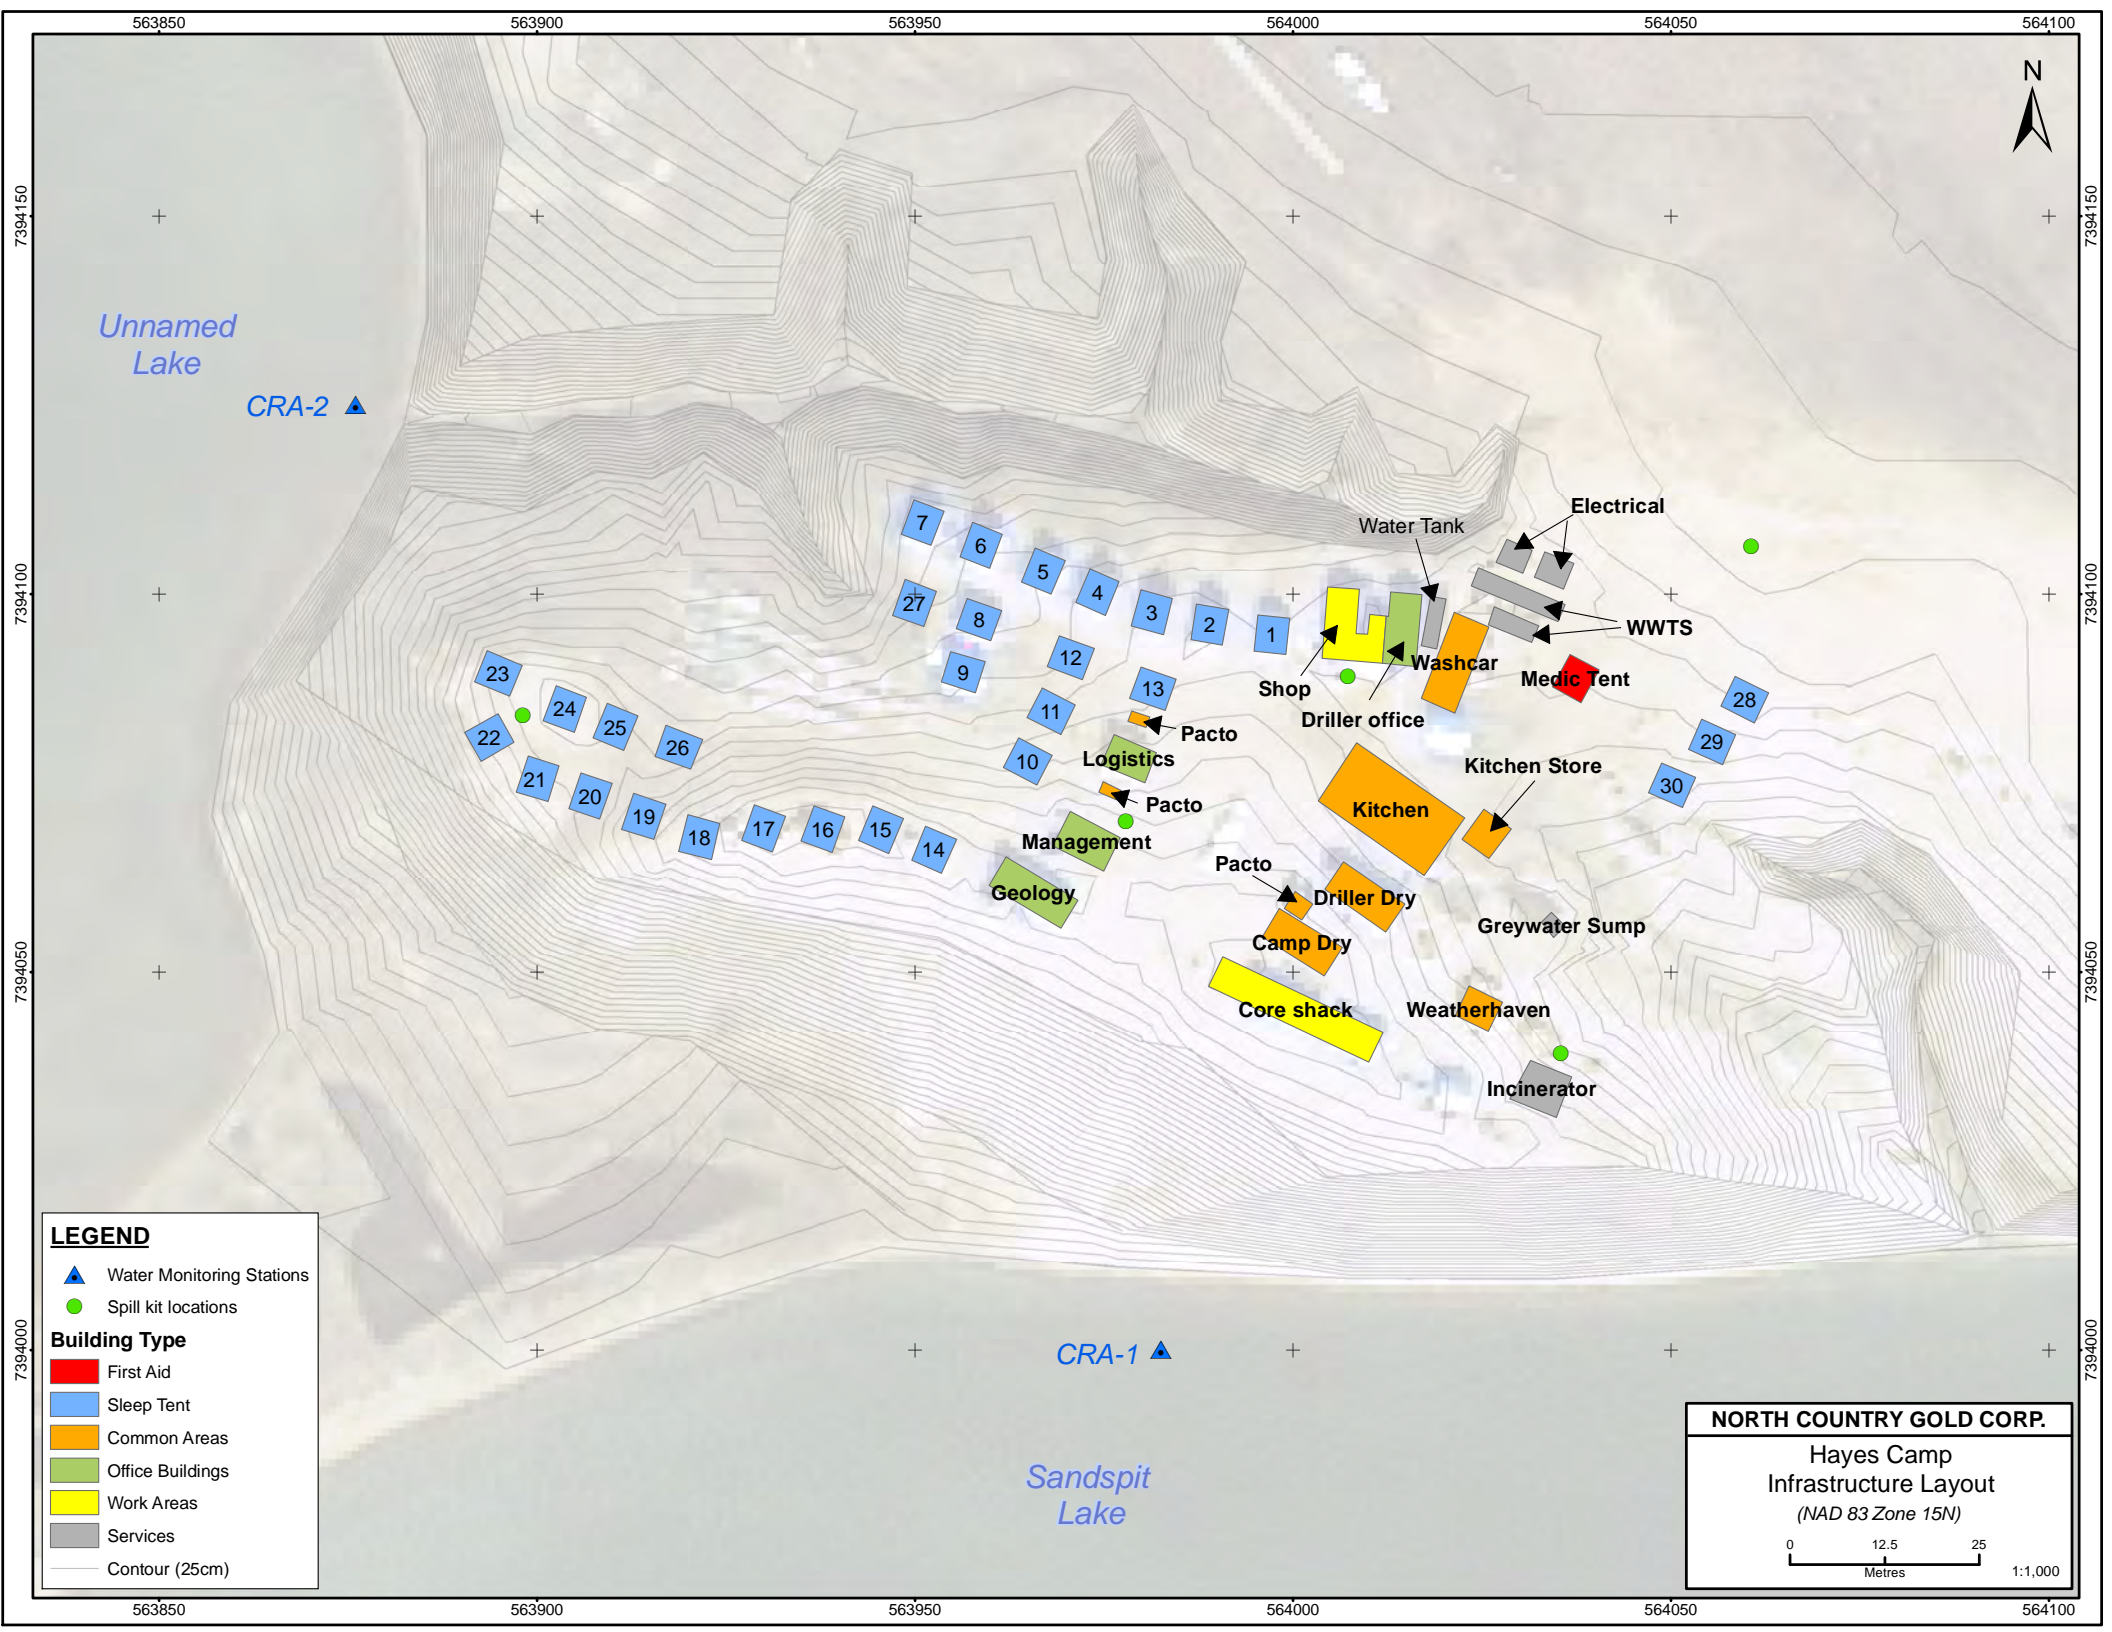 563850 563900 563950 564000 564050 564100
N
7394150 7394150
Unnamed
Lake
CRA-2
Electrical
Water Tank
7 6 5 4 3 2 1
7394100 7394100
27 8 9 12 13 11 10
WWTS
Washcar
Medic Tent
Shop
Driller office
23 24 25 26 22 21 20 19 18 17 16 15 14
28
29
30
Pacto
Logistics
Pacto
Kitchen Store
Kitchen
Management
Pacto
Geology
Driller Dry
Greywater Sump
Camp Dry
7394050 7394050
Core shack
Weatherhaven
Incinerator
LEGEND
Water Monitoring Stations
Spill kit locations
Building Type
First Aid
Sleep Tent
Common Areas
Office Buildings
Work Areas
Services
Contour (25cm)
7394000 7394000
CRA-1
Sandspit
Lake
NORTH COUNTRY GOLD CORP.
Hayes Camp
Infrastructure Layout
(NAD 83 Zone 15N)
0 12.5 25
Metres
1:1,000
563850 563900 563950 564000 564050 564100